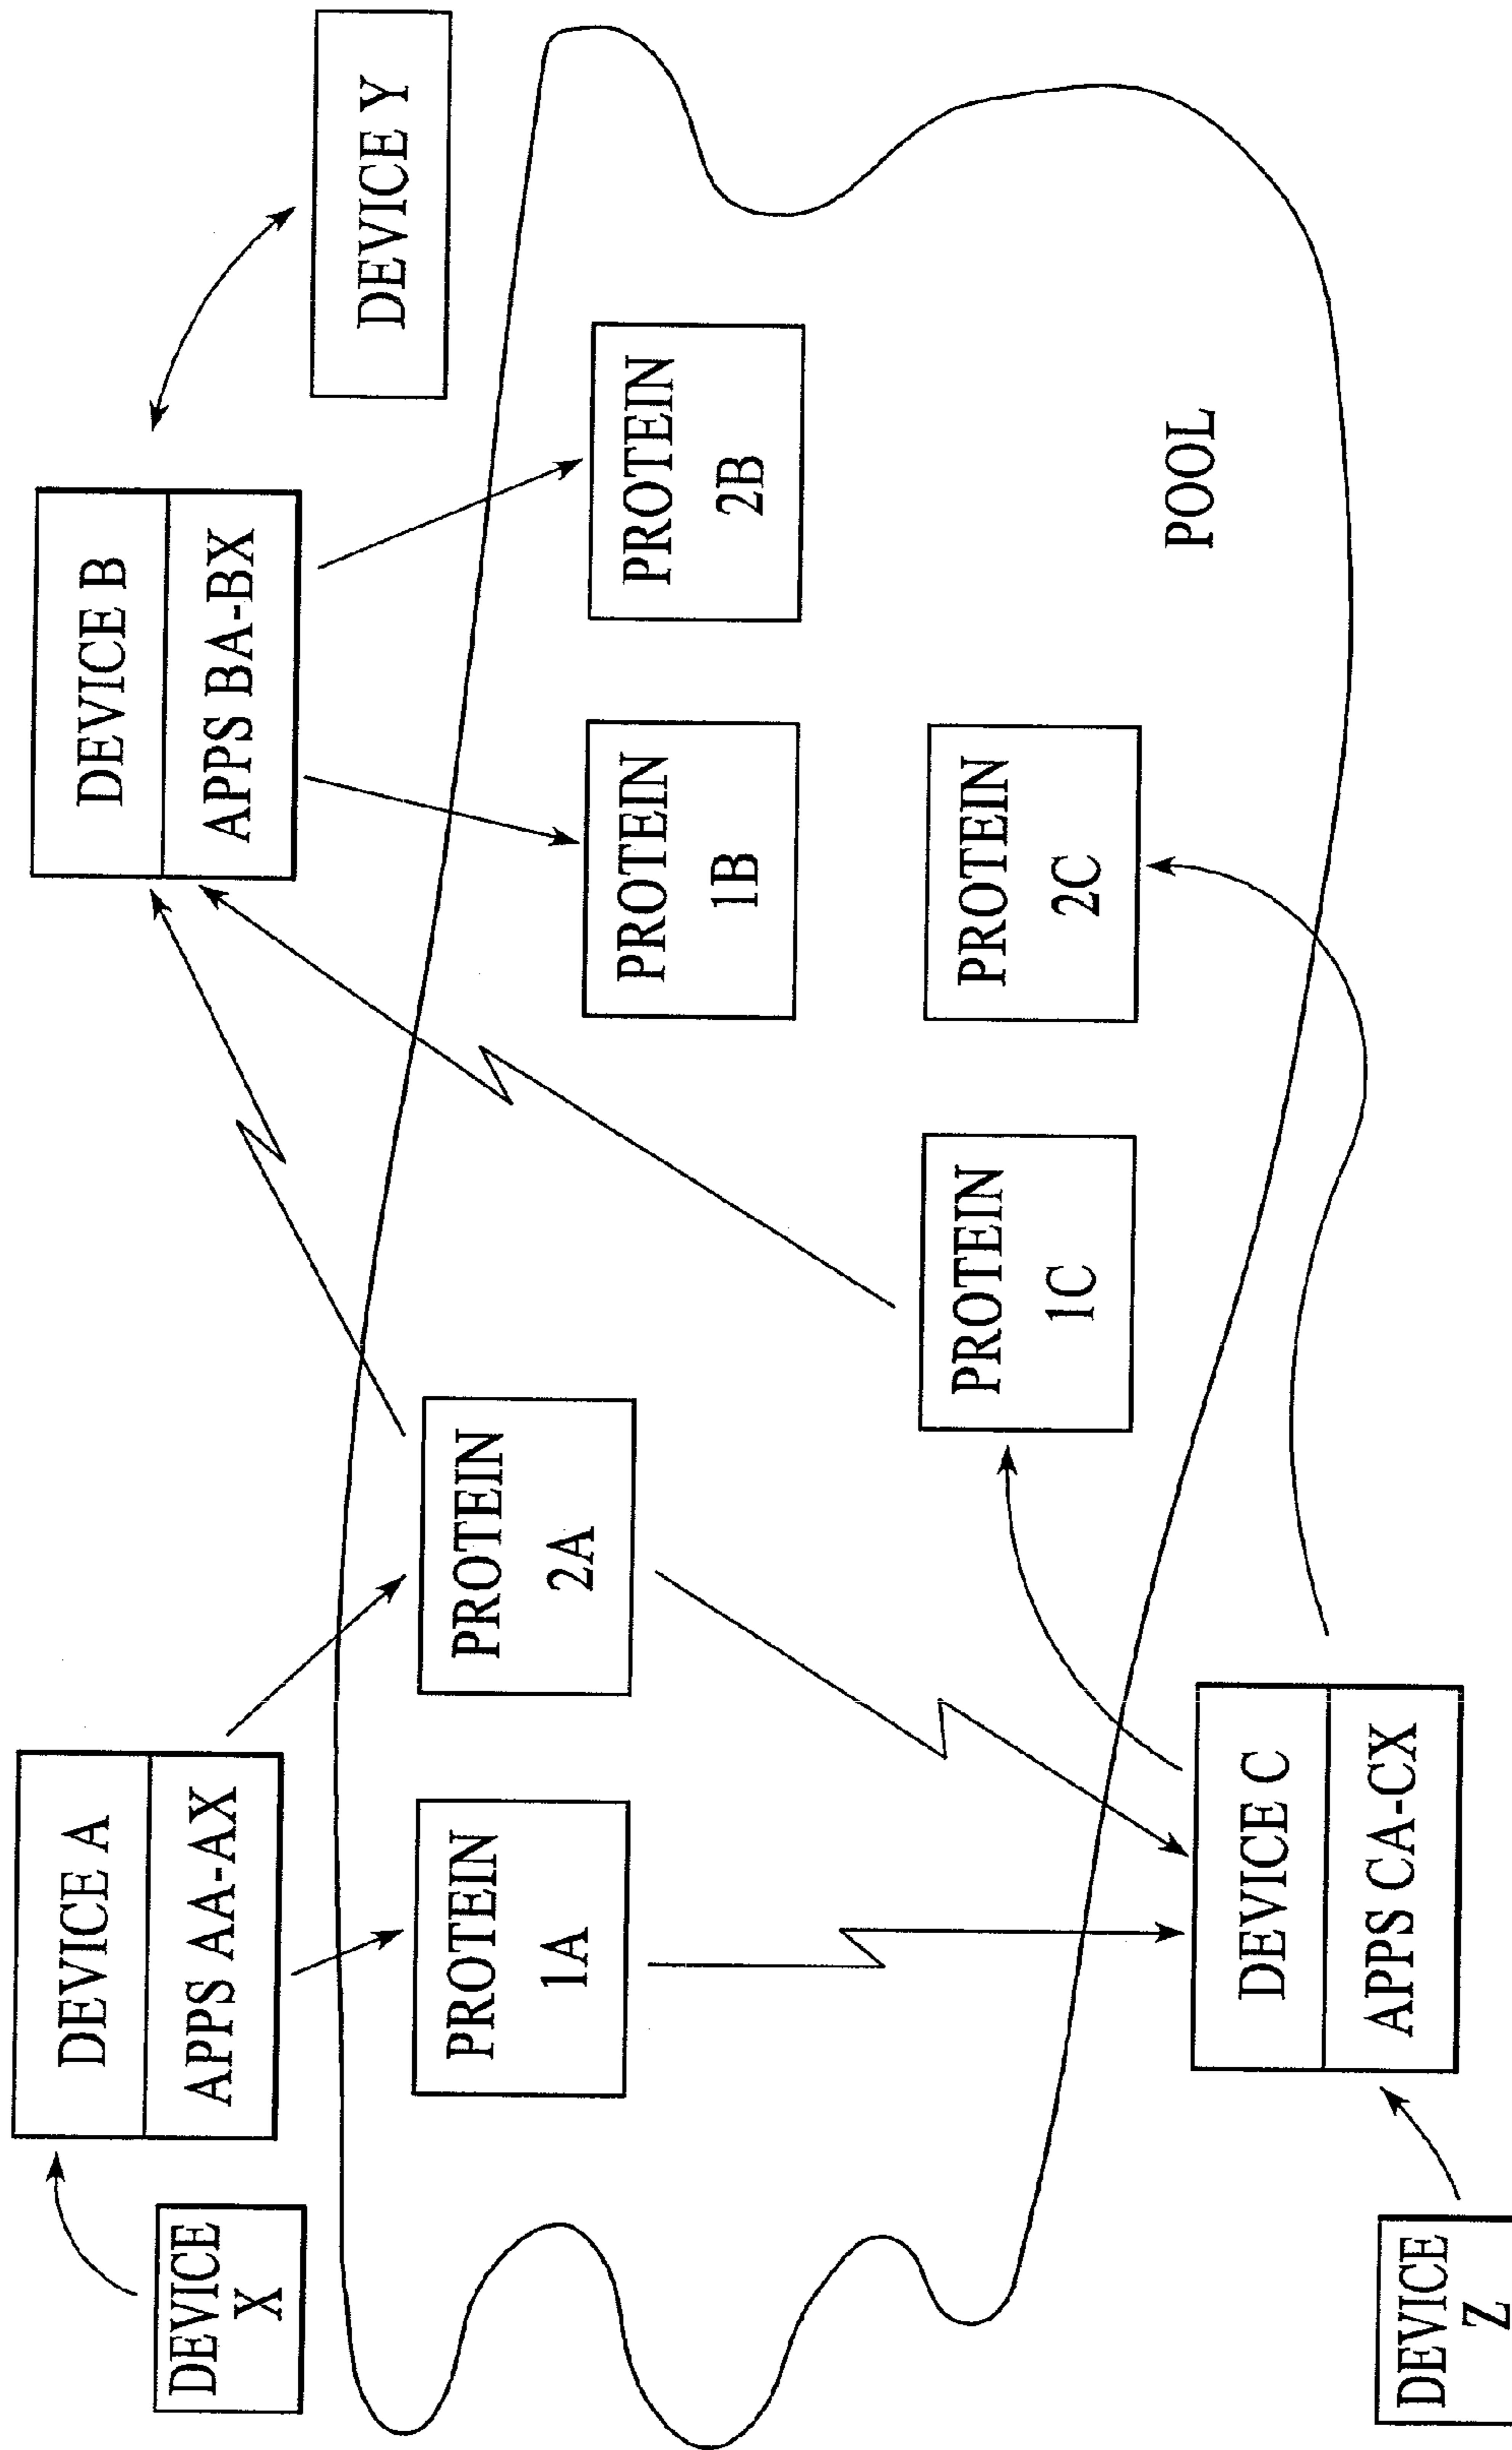 DEVICE
X
DEVICE A
APPS AA-AX
DEVICE B
APPS BA-BX
DEVICE Y
PROTEIN
1A
PROTEIN
2A
PROTEIN
1B
PROTEIN
2B
PROTEIN
1C
PROTEIN
2C
POOL
DEVICE
Z
DEVICE C
APPS CA-CX